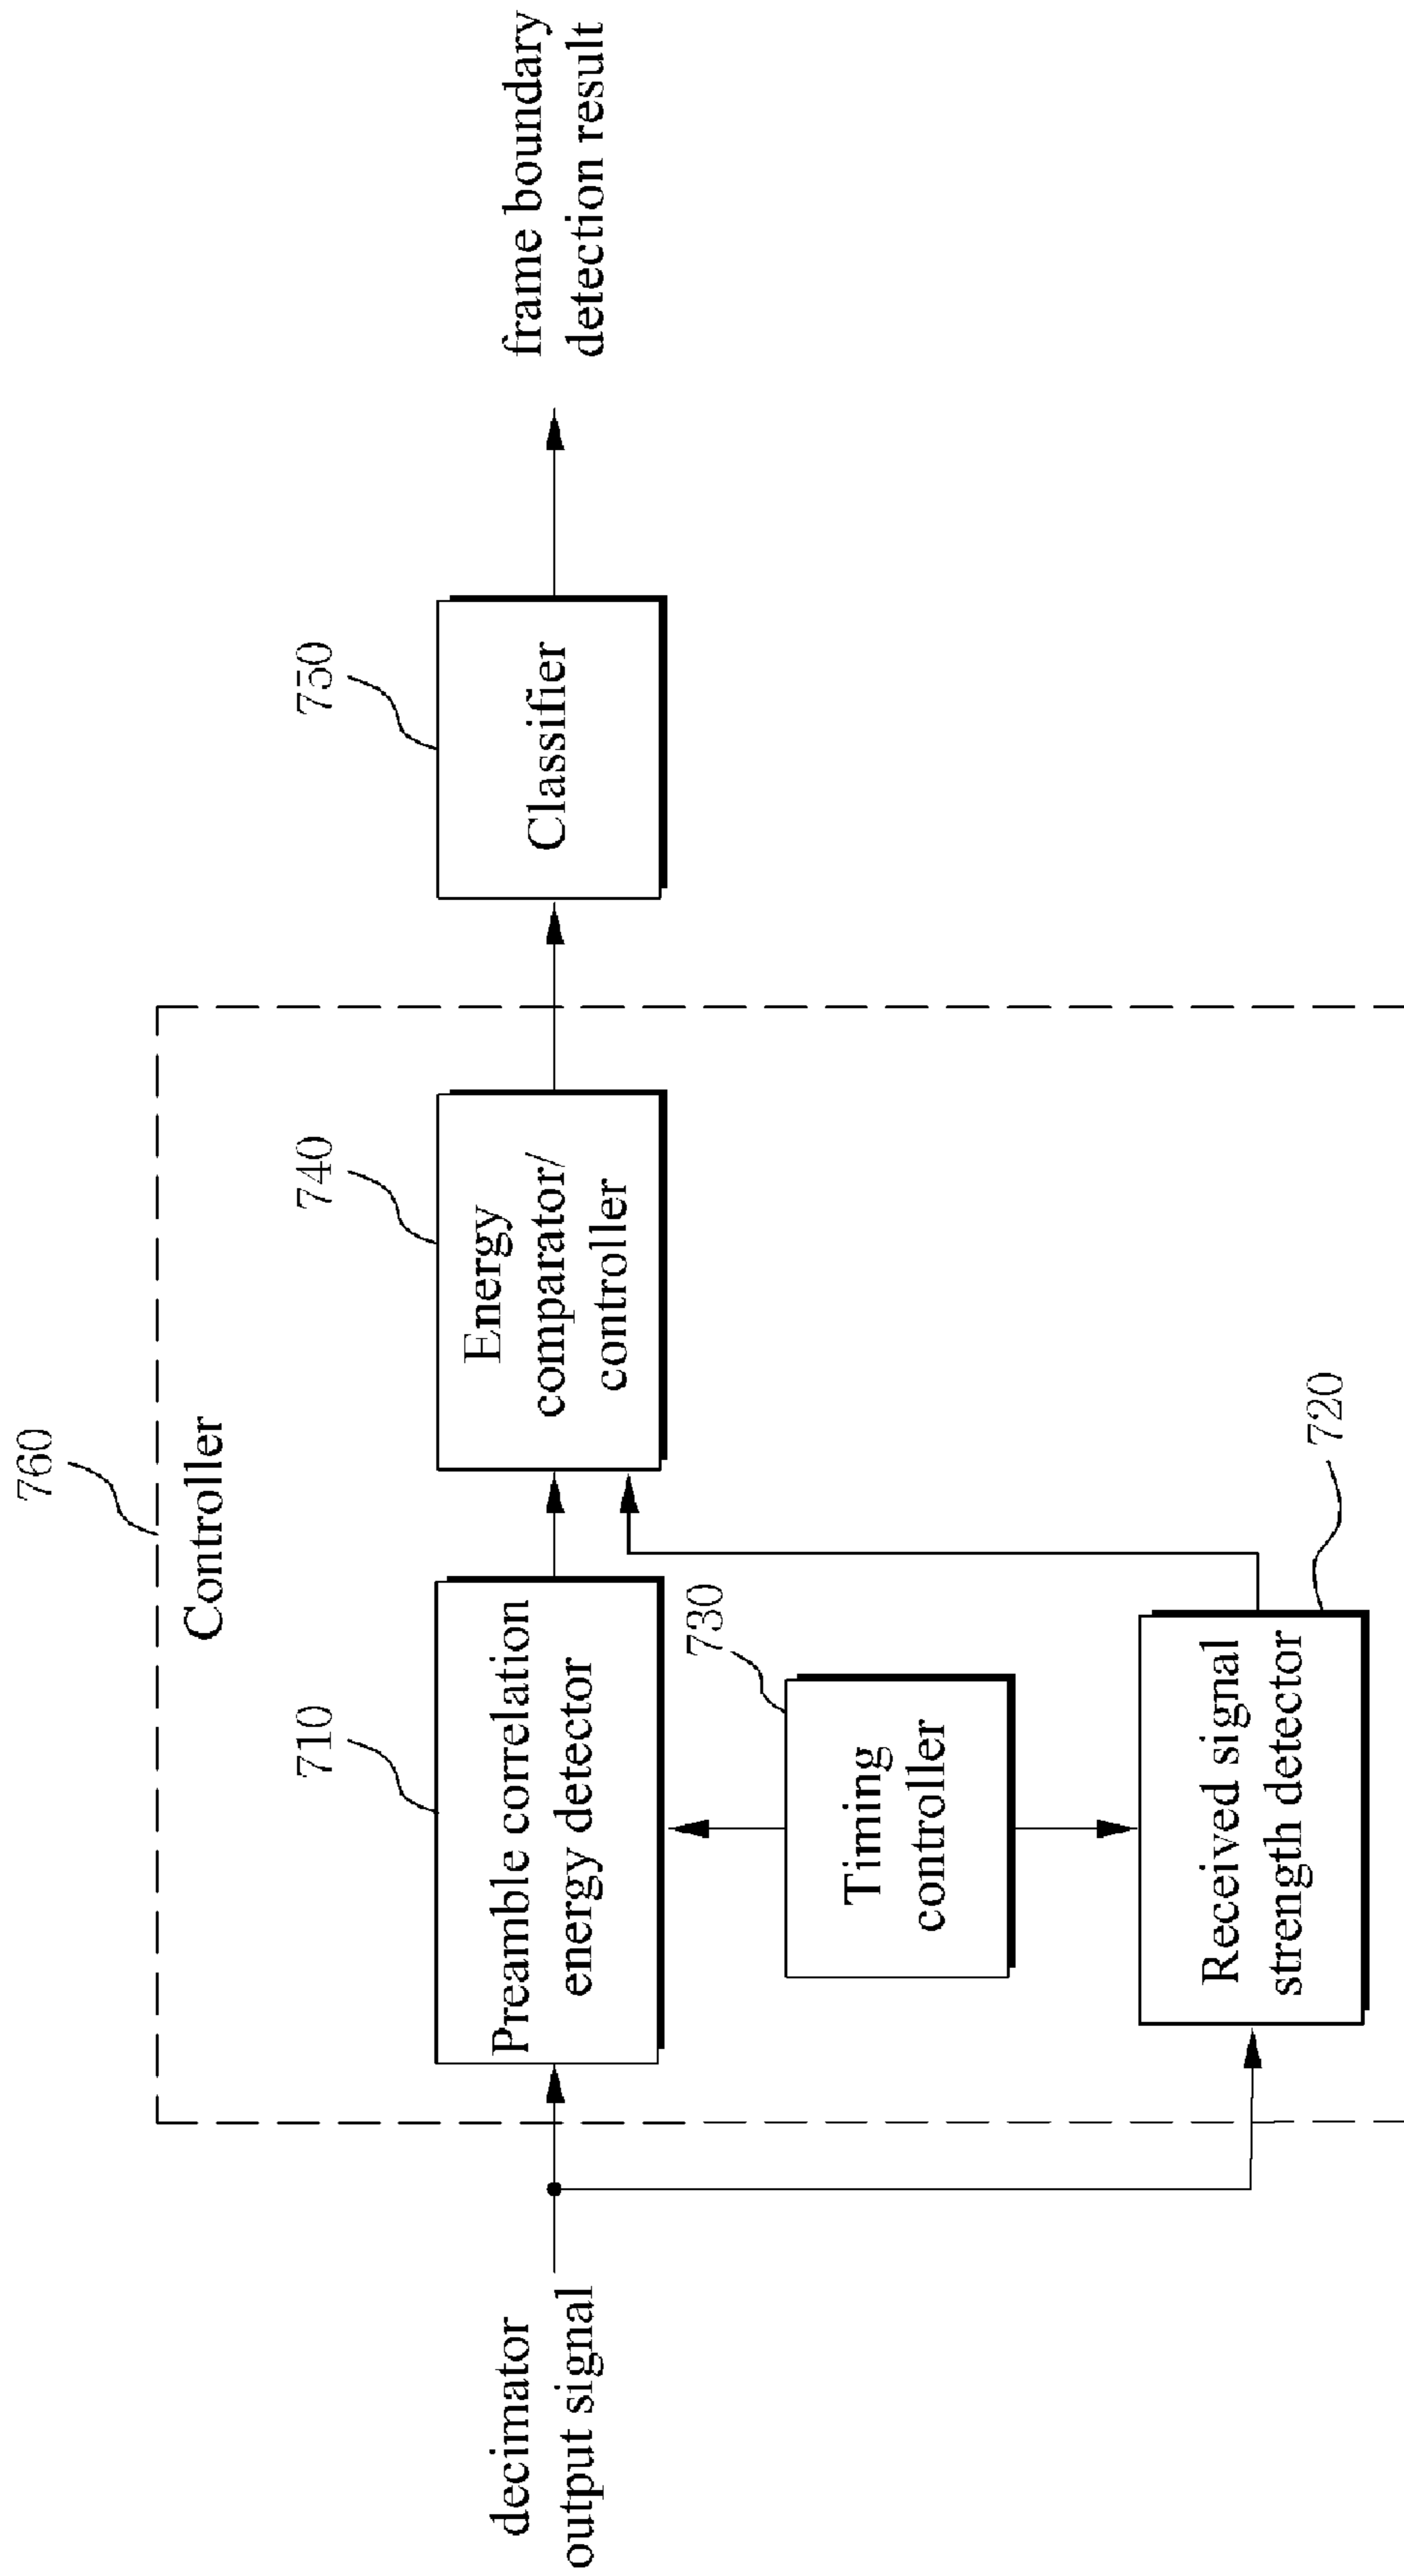 760
Controller
710
Preamble correlation
energy detector
740
Energy
comparator/
controller
750
Classifier
frame boundary
detection result
decimator
output signal
730
Timing
controller
720
Received signal
strength detector